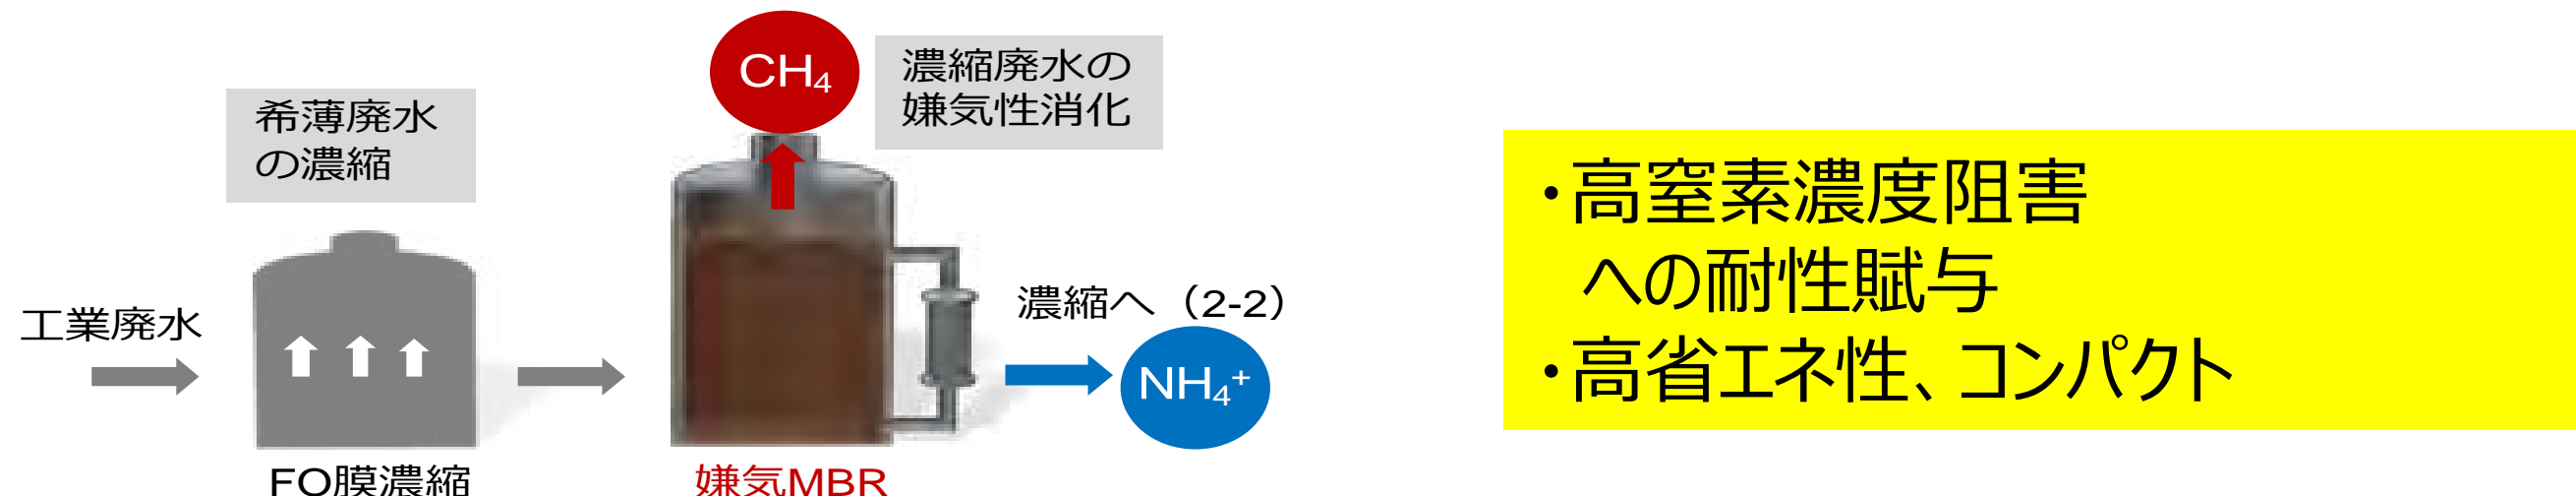 工業廃水
希薄廃水
の濃縮
FO膜濃縮
CH₄
濃縮廃水の
嫌気性消化
嫌気MBR
濃縮へ（2-2）
NH₄⁺
・高窒素濃度阻害
への耐性賦与
・高省エネ性、コンパクト